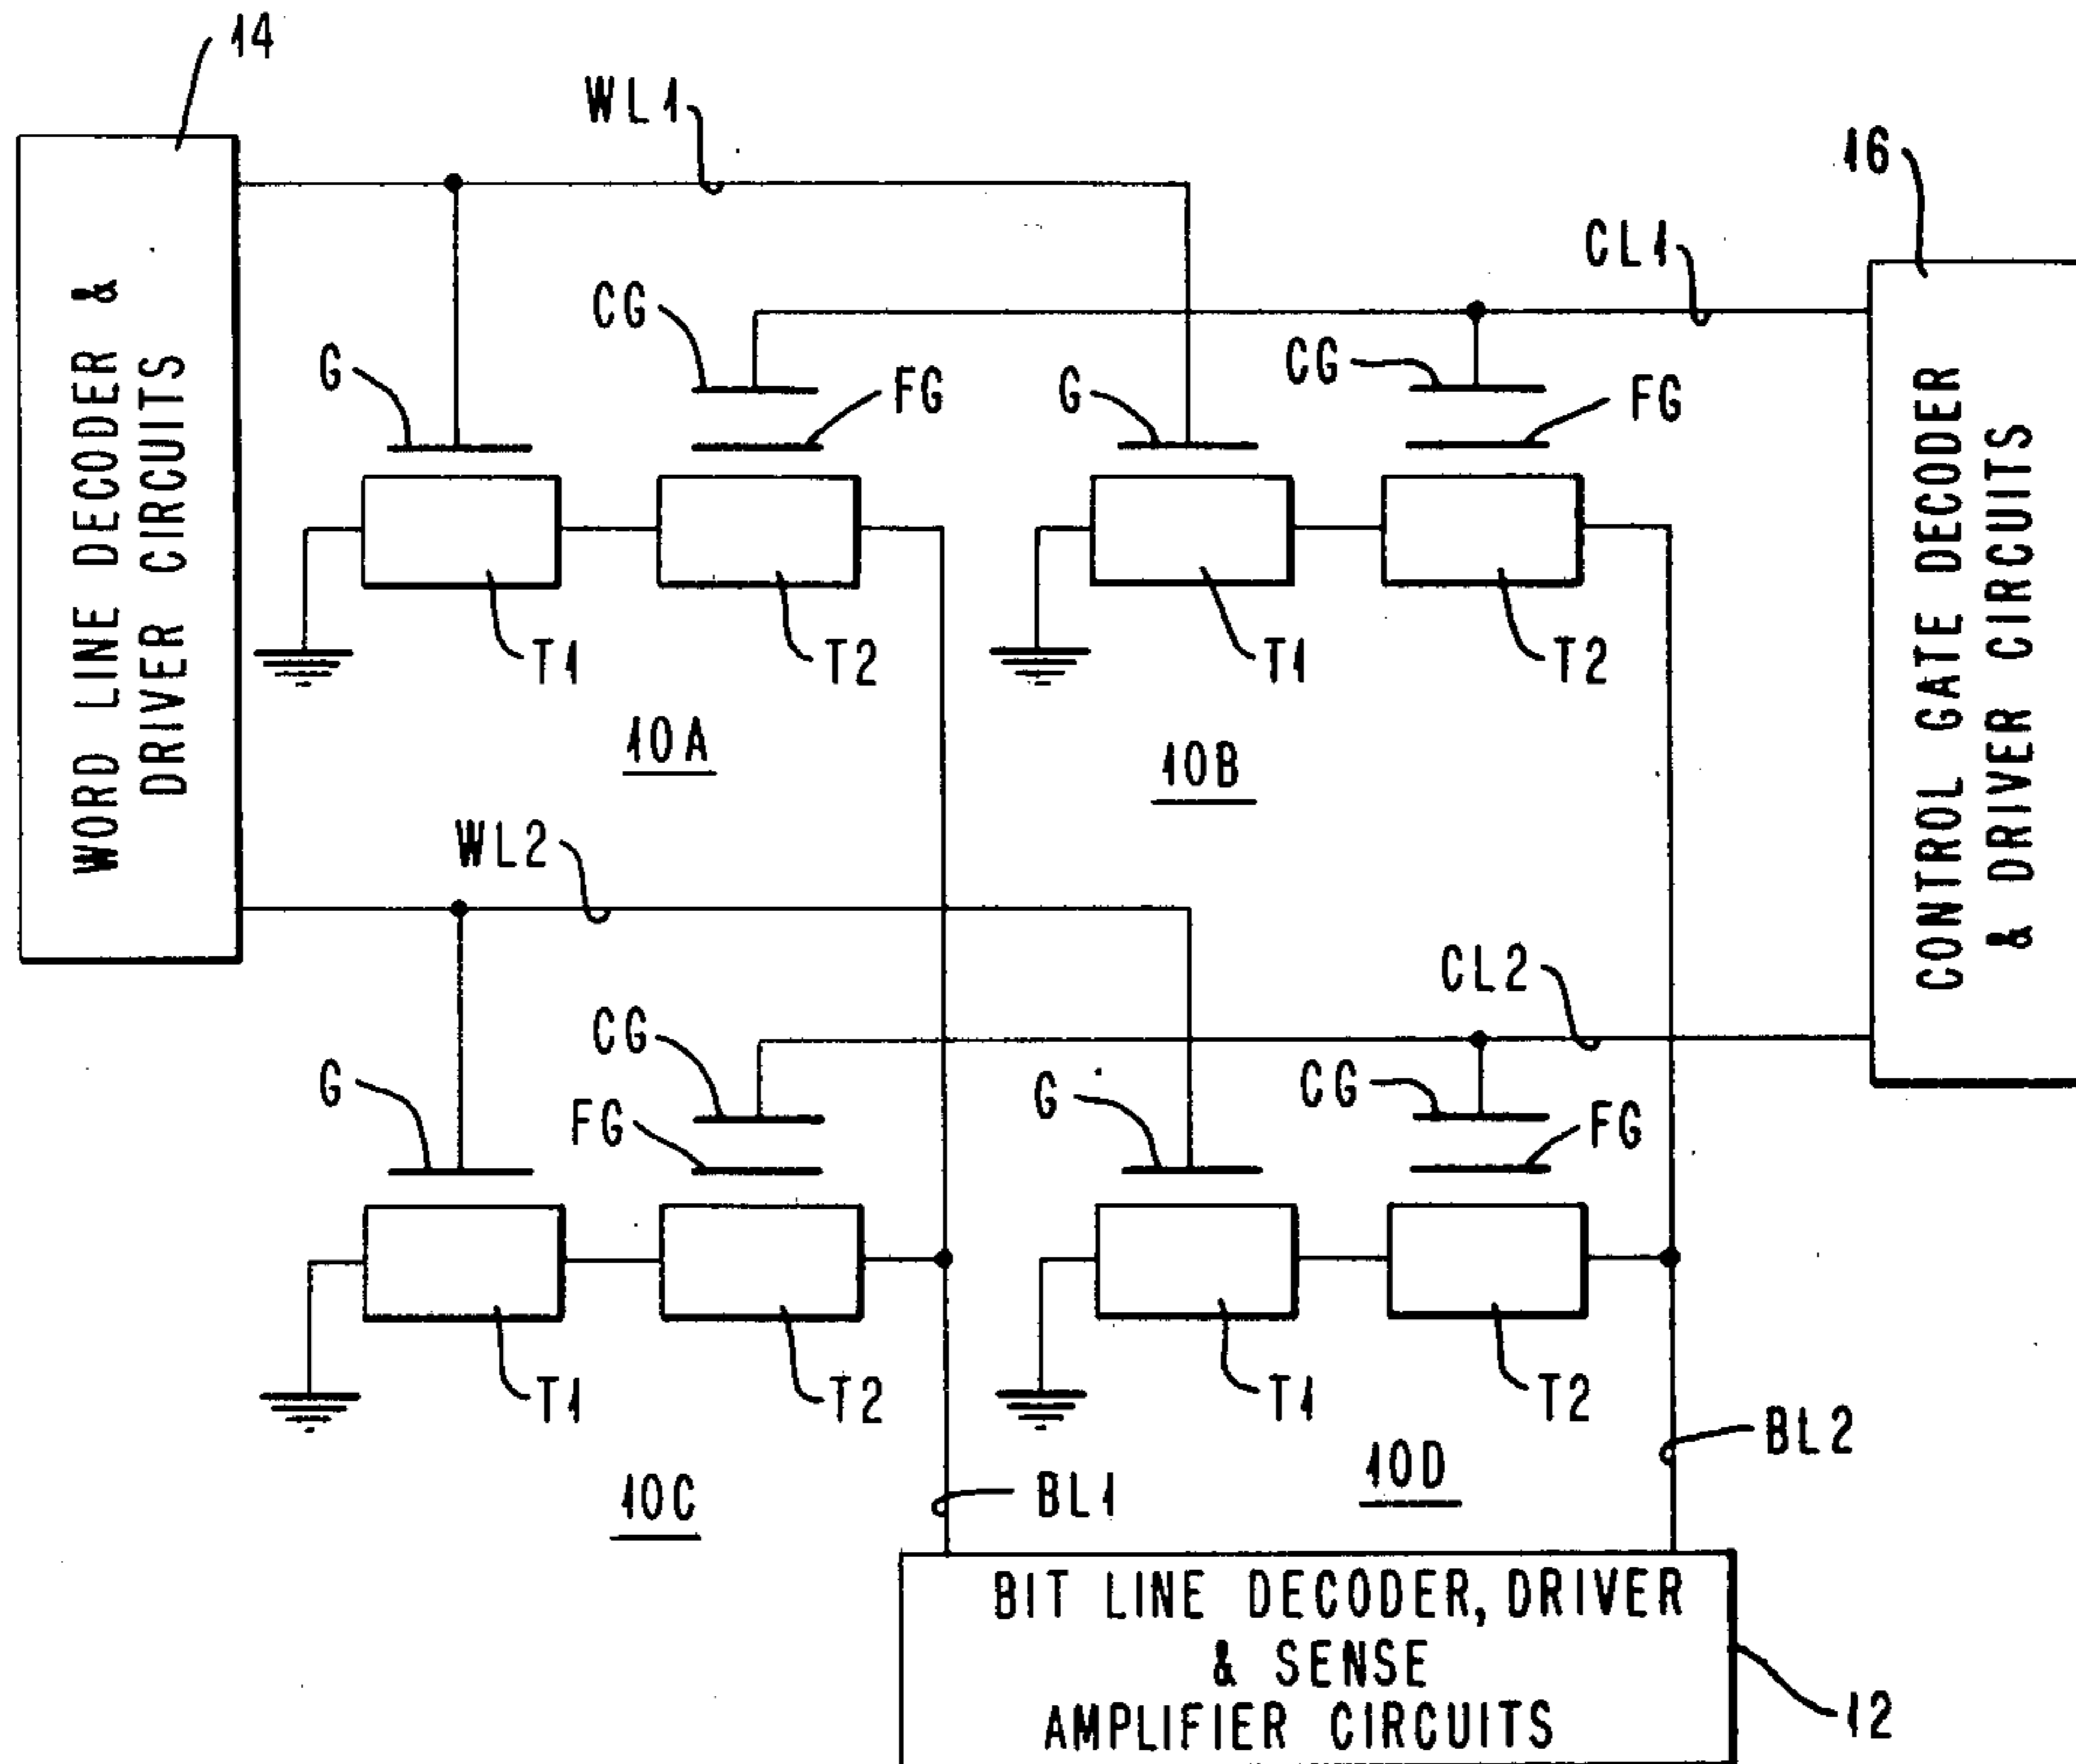 14
WL1
16
CL1
WORD LINE DECODER &
DRIVER CIRCUITS
CG
G
FG
G
CG
FG
CONTROL GATE DECODER
& DRIVER CIRCUITS
T1
T2
T1
T2
10A
10B
WL2
CL2
CG
G
FG
G
CG
FG
T1
T2
T1
T2
BL2
10C
BL1
10D
BIT LINE DECODER, DRIVER
& SENSE
AMPLIFIER CIRCUITS
12